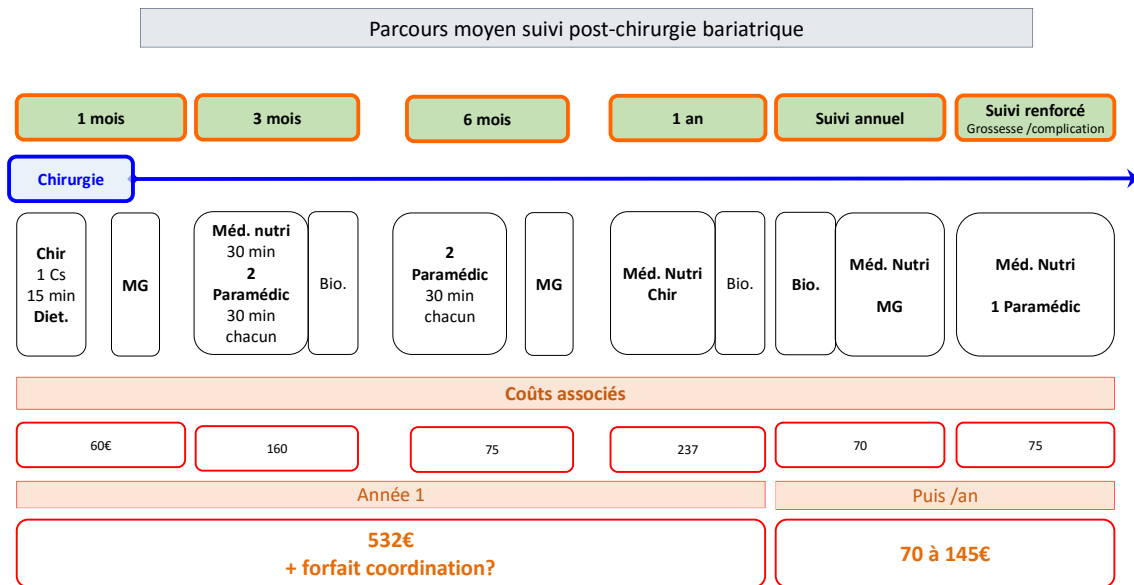 Parcours moyen suivi post-chirurgie bariatrique
1 mois
3 mois
6 mois
1 an
Suivi annuel
Suivi renforcé
Grossesse /complication
Chirurgie
Chir
1 Cs
15 min
Diet.
MG
Méd. nutri
30 min
2
Paramédic
30 min
chacun
Bio.
2
Paramédic
30 min
chacun
MG
Méd. Nutri
Chir
Bio.
Bio.
Méd. Nutri
MG
Méd. Nutri
1 Paramédic
Coûts associés
60€
160
75
237
70
75
Année 1
Puis /an
532€
+ forfait coordination?
70 à 145€